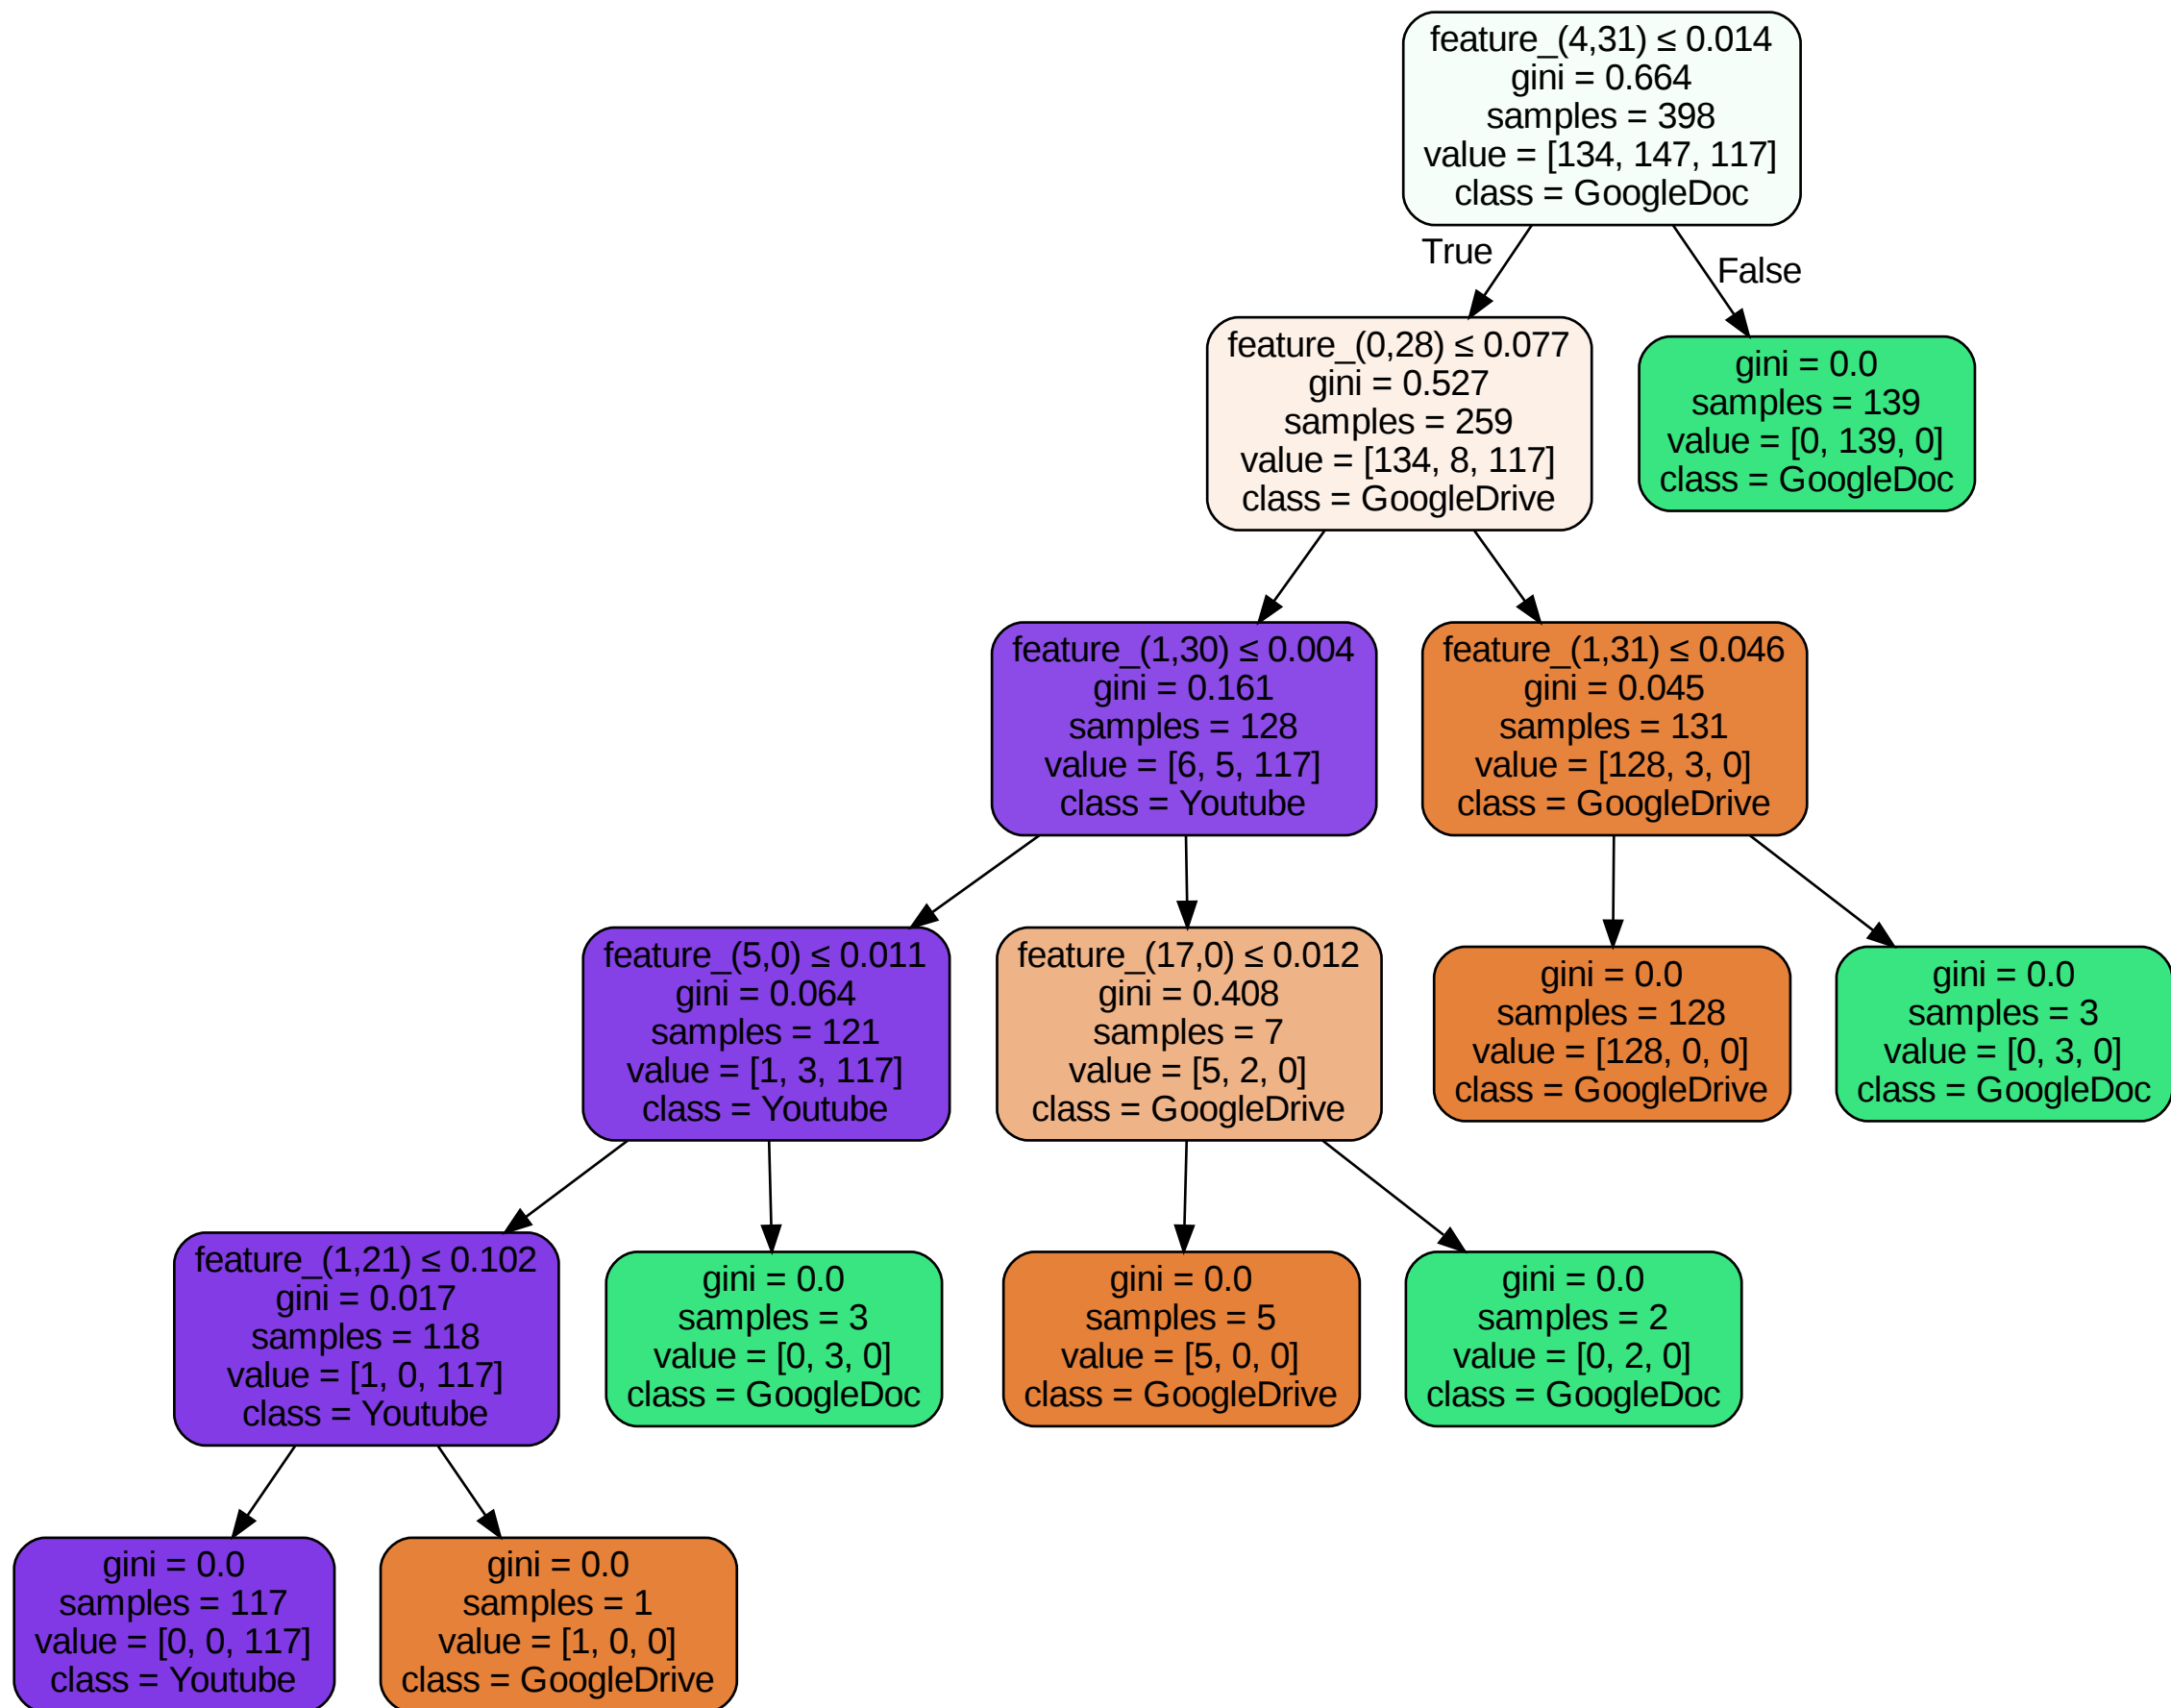 feature_(4,31) ≤ 0.014
gini = 0.664
samples = 398
value = [134, 147, 117]
class = GoogleDoc
True
False
feature_(0,28) ≤ 0.077
gini = 0.527
samples = 259
value = [134, 8, 117]
class = GoogleDrive
gini = 0.0
samples = 139
value = [0, 139, 0]
class = GoogleDoc
feature_(1,30) ≤ 0.004
gini = 0.161
samples = 128
value = [6, 5, 117]
class = Youtube
feature_(1,31) ≤ 0.046
gini = 0.045
samples = 131
value = [128, 3, 0]
class = GoogleDrive
feature_(5,0) ≤ 0.011
gini = 0.064
samples = 121
value = [1, 3, 117]
class = Youtube
feature_(17,0) ≤ 0.012
gini = 0.408
samples = 7
value = [5, 2, 0]
class = GoogleDrive
gini = 0.0
samples = 128
value = [128, 0, 0]
class = GoogleDrive
gini = 0.0
samples = 3
value = [0, 3, 0]
class = GoogleDoc
feature_(1,21) ≤ 0.102
gini = 0.017
samples = 118
value = [1, 0, 117]
class = Youtube
gini = 0.0
samples = 3
value = [0, 3, 0]
class = GoogleDoc
gini = 0.0
samples = 5
value = [5, 0, 0]
class = GoogleDrive
gini = 0.0
samples = 2
value = [0, 2, 0]
class = GoogleDoc
gini = 0.0
samples = 117
value = [0, 0, 117]
class = Youtube
gini = 0.0
samples = 1
value = [1, 0, 0]
class = GoogleDrive